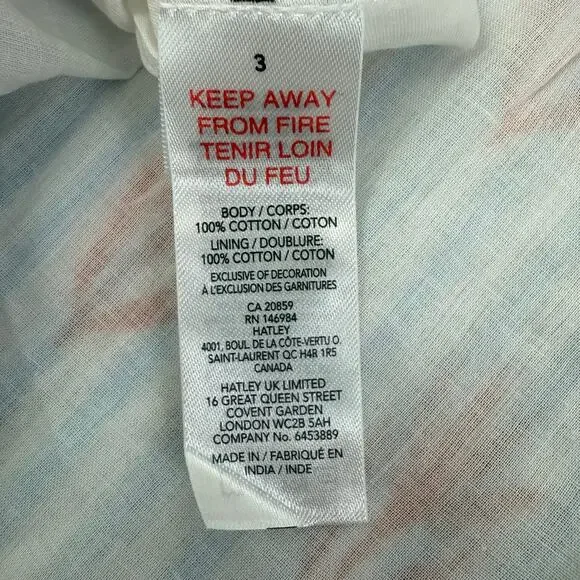 3
KEEP AWAY
FROM FIRE
TENIR LOIN
DU FEU
BODY / CORPS:
100% COTTON / COTON
LINING / DOUBLURE:
100% COTTON / COTON
EXCLUSIVE OF DECORATION
À L'EXCLUSION DES GARNITURES
CA 20859
RN 146984
HATLEY
4001, BOUL. DE LA CÔTE-VERTU O.
SAINT-LAURENT QC H4R 1R5
CANADA
HATLEY UK LIMITED
16 GREAT QUEEN STREET
COVENT GARDEN
LONDON WC2B 5AH
COMPANY No. 6453889
MADE IN / FABRIQUÉ EN
INDIA / INDE